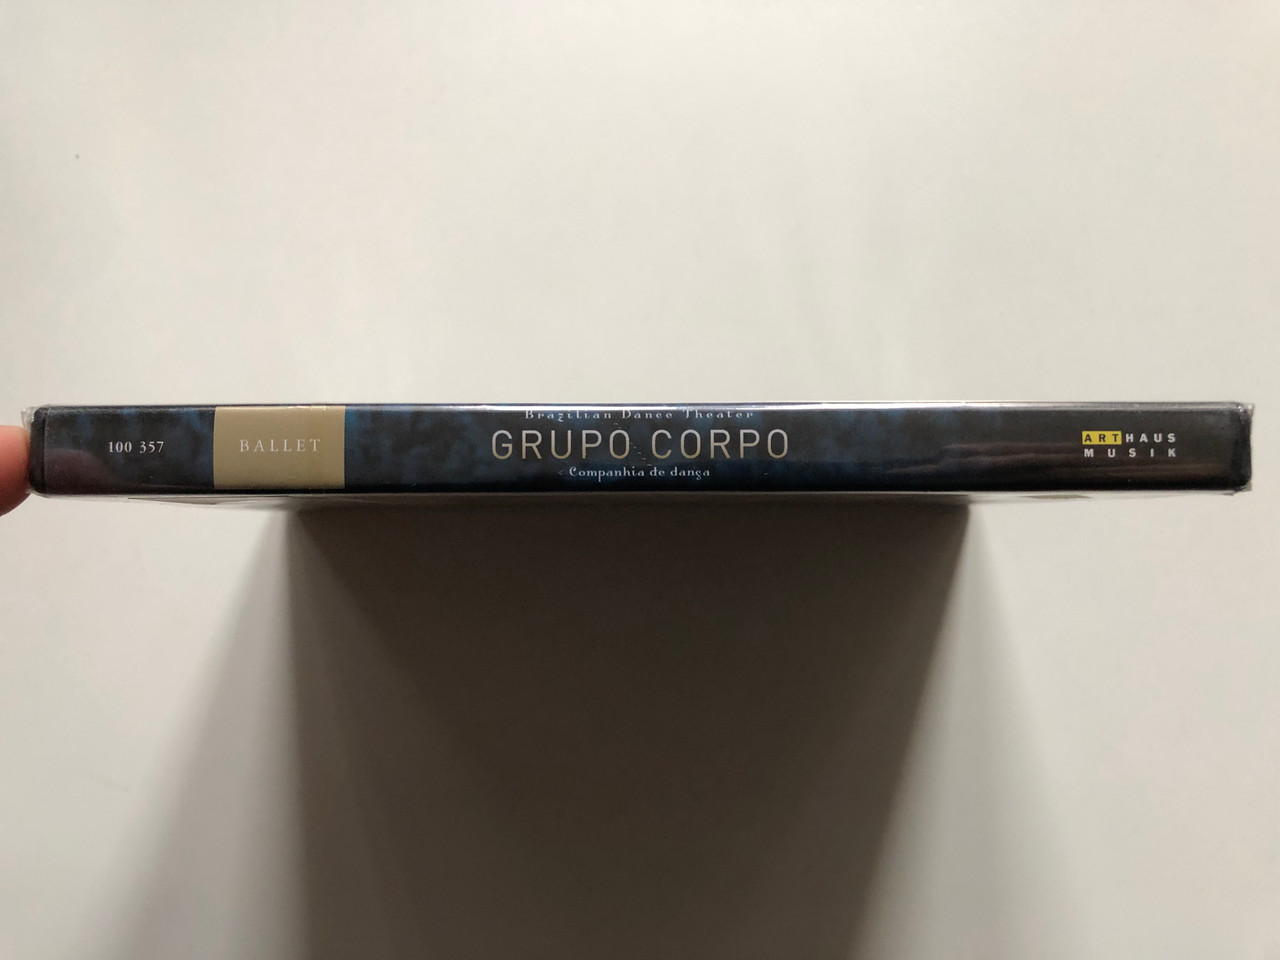 100 357
BALLET
Brazilian Dance Theater
GRUPO CORPO
Companhia de dança
ARTHAUS
MUSIK